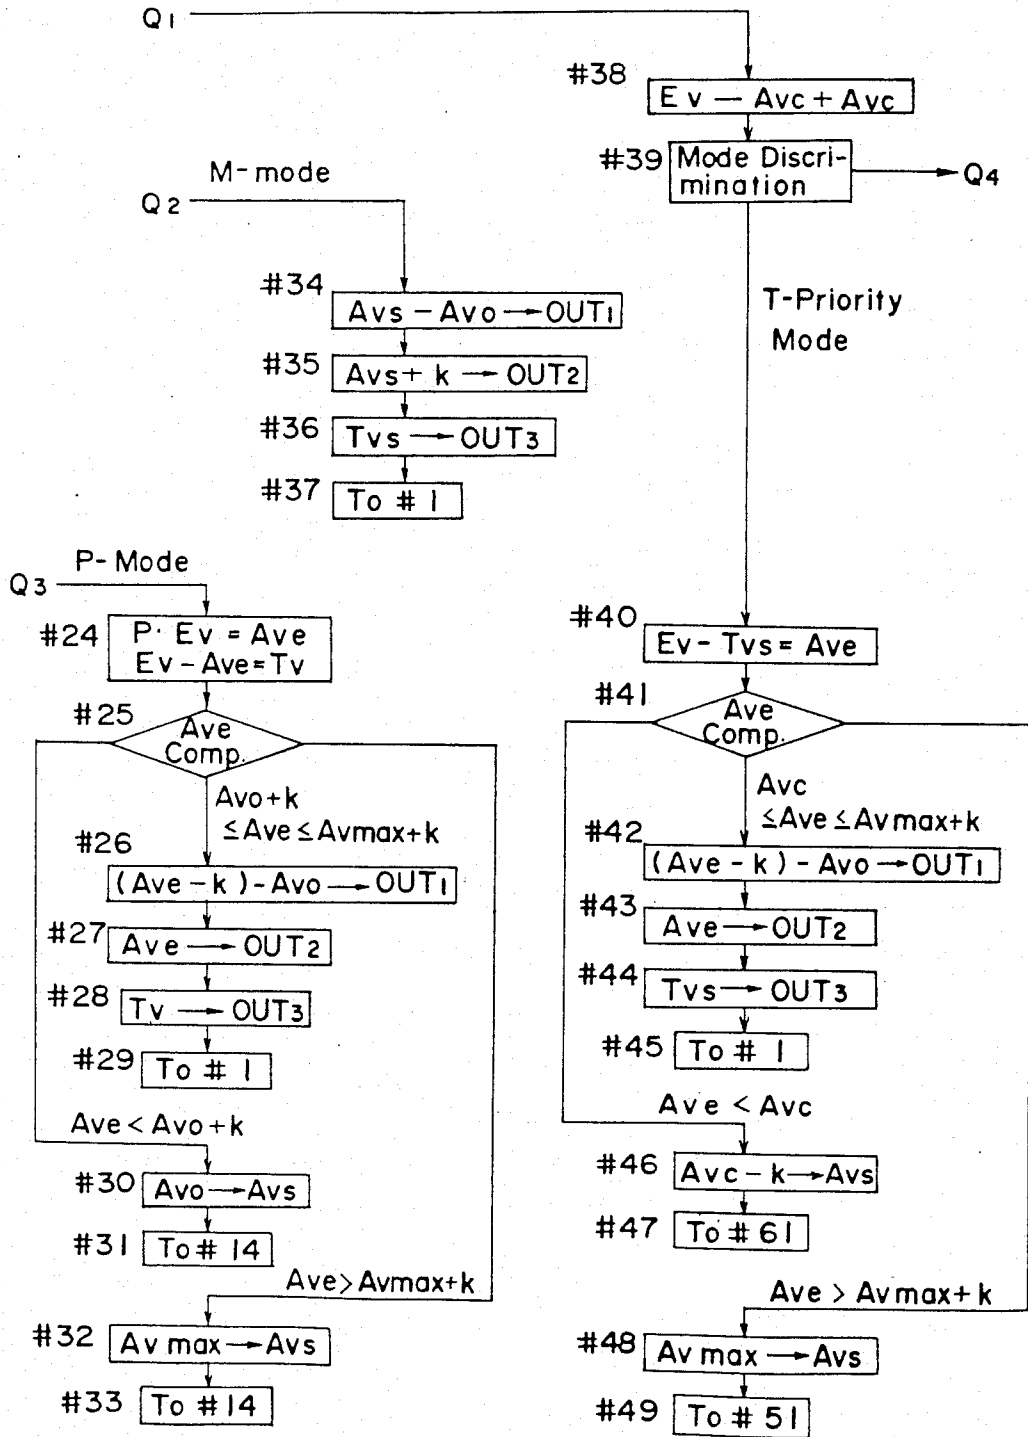 Q1
#38
Ev - Avc + Avc
#39
Mode Discri-
mination
Q4
M-mode
Q2
#34
Avs - Avo → OUT1
#35
Avs + k → OUT2
#36
Tvs → OUT3
#37
To # 1
T-Priority
Mode
P-Mode
Q3
#24
P· Ev = Ave
Ev - Ave = Tv
#25
Ave
Comp.
Avo+k
≤Ave≤Avmax+k
#26
(Ave - k) - Avo → OUT1
#27
Ave → OUT2
#28
Tv → OUT3
#29
To # 1
Ave < Avo + k
#30
Avo → Avs
#31
To # 14
Ave > Avmax+k
#32
Av max → Avs
#33
To #14
#40
Ev - Tvs = Ave
#41
Ave
Comp.
Avc
≤Ave≤Avmax+k
#42
(Ave - k) - Avo → OUT1
#43
Ave → OUT2
#44
Tvs → OUT3
#45
To # 1
Ave < Avc
#46
Avc - k → Avs
#47
To # 61
Ave > Avmax + k
#48
Av max → Avs
#49
To # 51